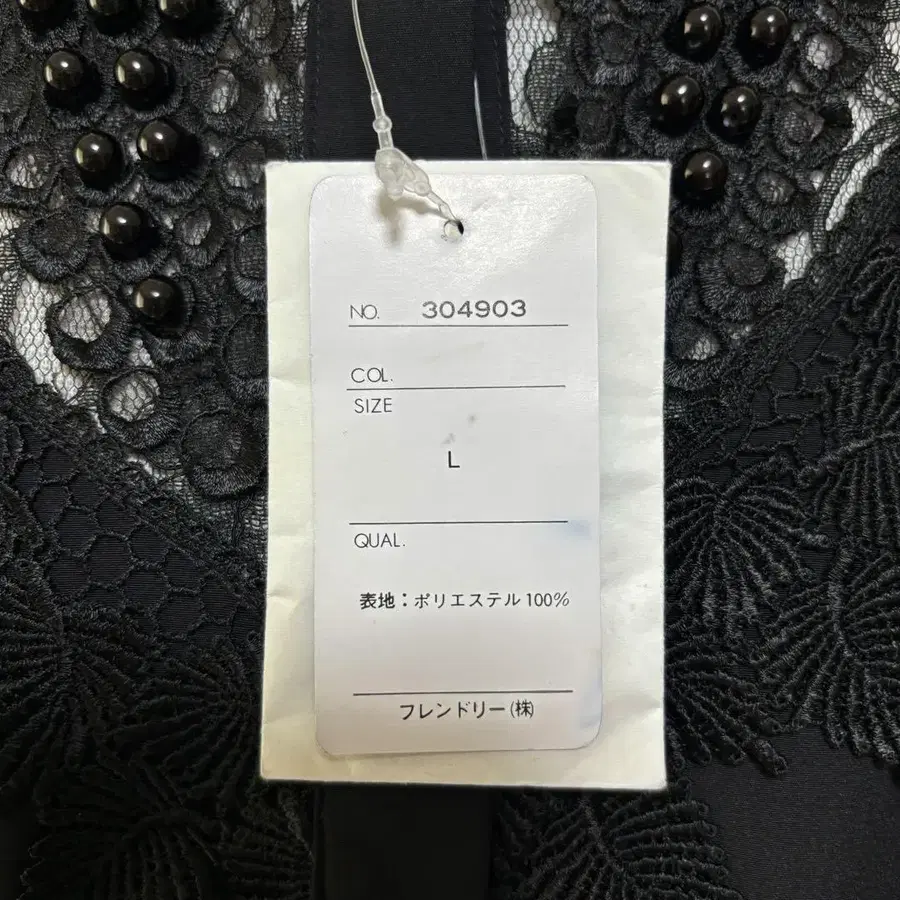 NO. 304903
COL.
SIZE
L
QUAL.
表地：ポリエステル 100%
フレンドリー㈱